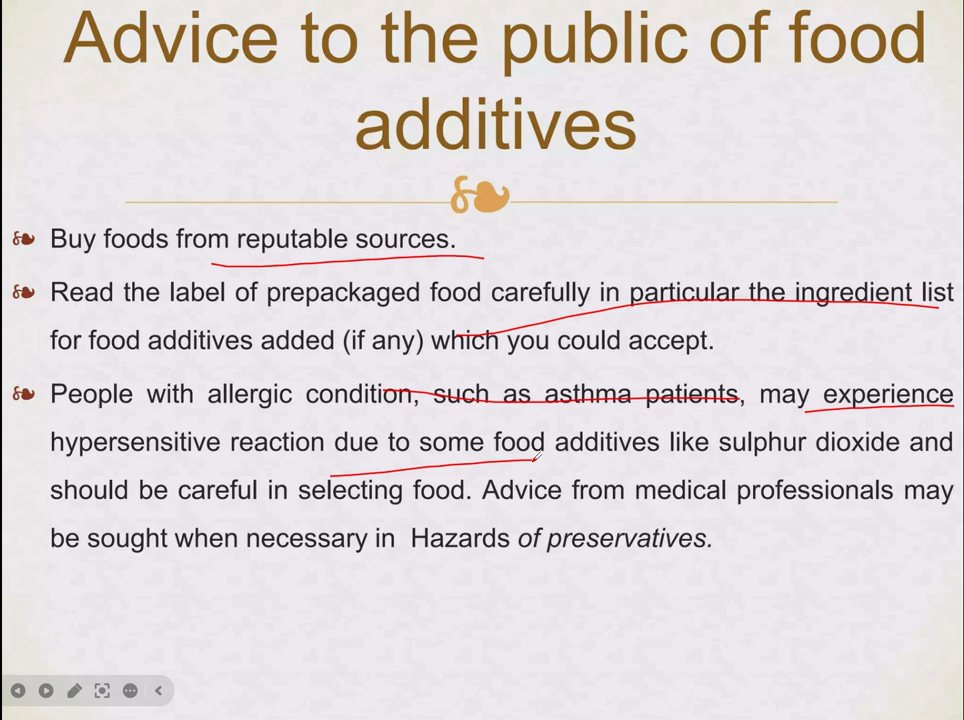 Advice to the public of food
additives
Buy foods from reputable sources.
Read the label of prepackaged food carefully in particular the ingredient list
for food additives added (if any) which you could accept.
People with allergic condition, such as asthma patients, may experience
hypersensitive reaction due to some food additives like sulphur dioxide and
should be careful in selecting food. Advice from medical professionals may
be sought when necessary in Hazards of preservatives.